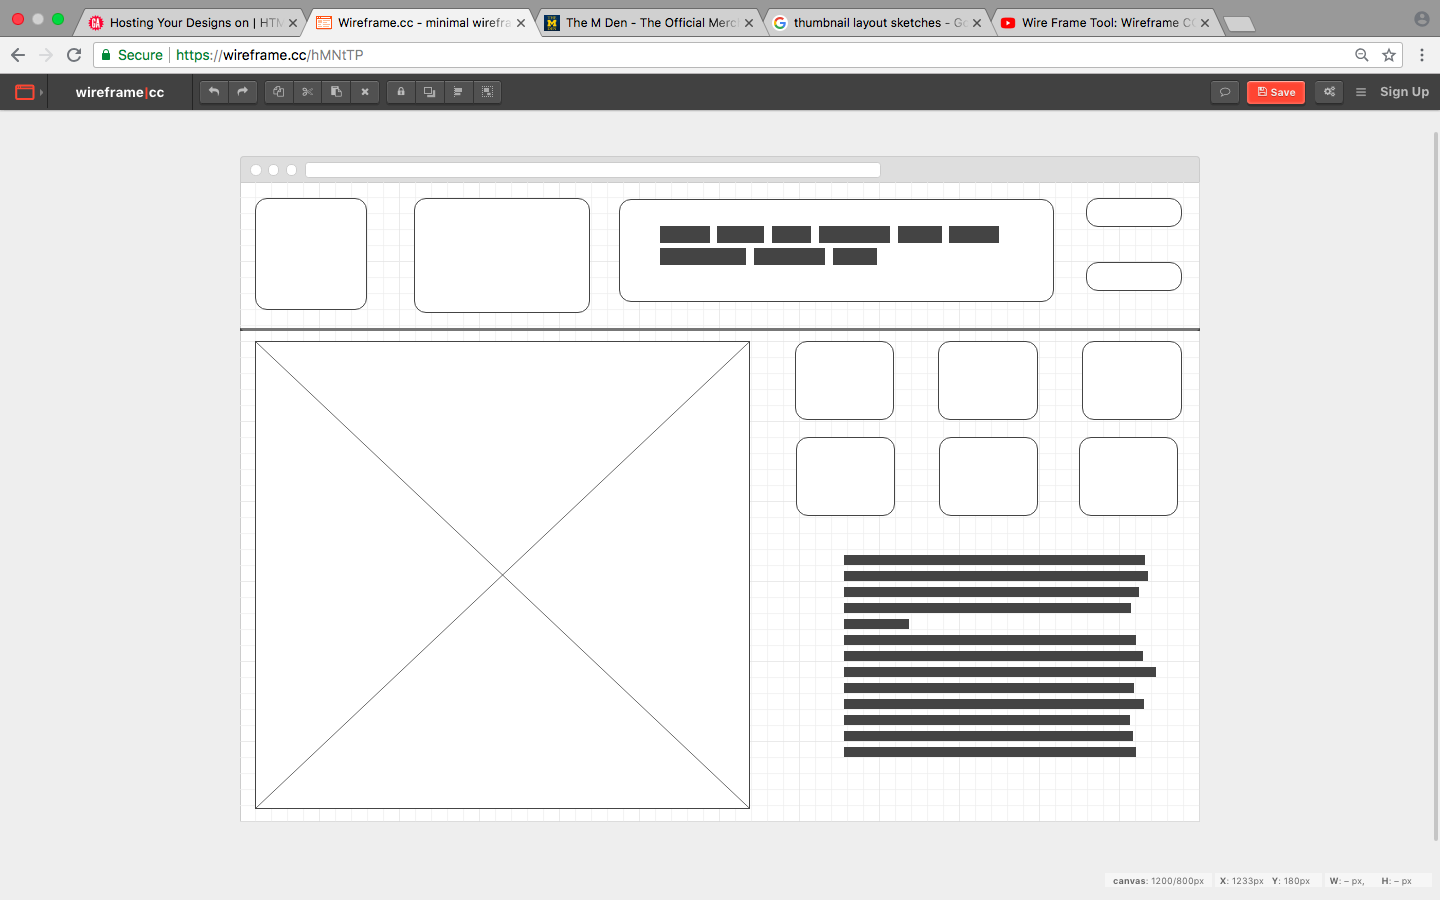 Hosting Your Designs on | HTM
Wireframe.cc - minimal wirefra
The M Den - The Official Merc
thumbnail layout sketches - Go
Wire Frame Tool: Wireframe CC
Secure
https://wireframe.cc/hMNtTP
wireframe|cc
Save
Sign Up
canvas: 1200/800px X: 1233px Y: 180px W: – px, H: – px